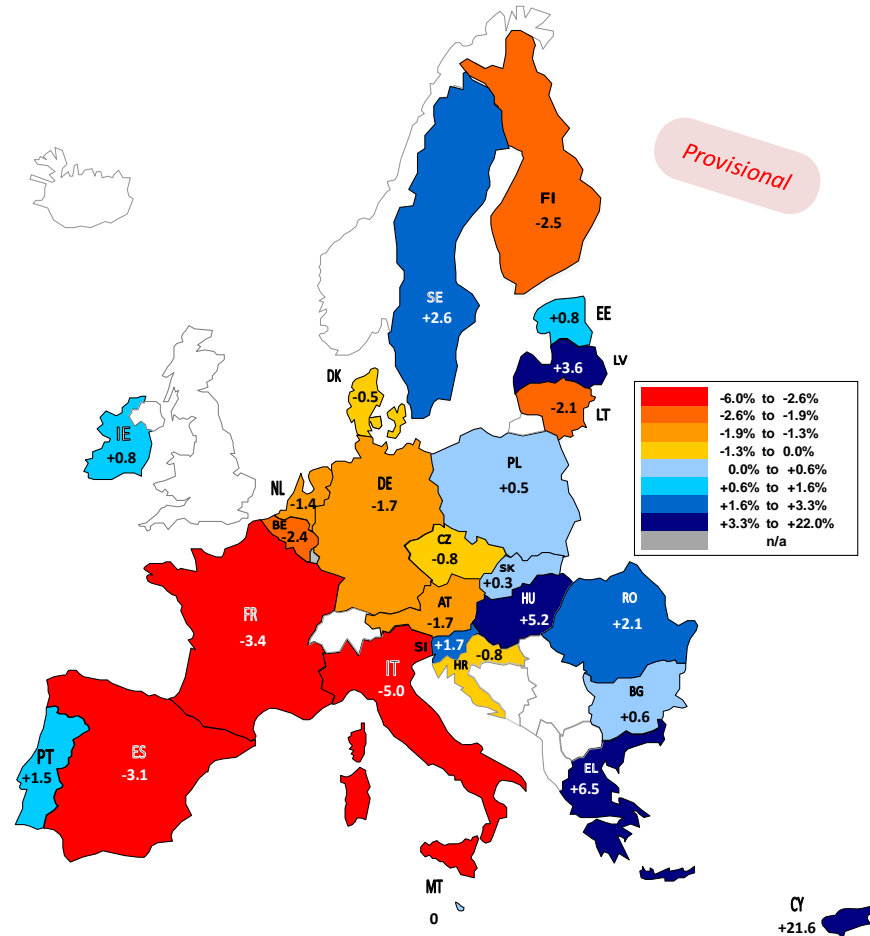 Provisional
FI
-2.5
SE
+2.6
+0.8
EE
LV
+3.6
DK
-0.5
-2.1
LT
-6.0% to -2.6%
-2.6% to -1.9%
-1.9% to -1.3%
-1.3% to 0.0%
0.0% to +0.6%
+0.6% to +1.6%
+1.6% to +3.3%
+3.3% to +22.0%
n/a
IE
+0.8
PL
+0.5
NL
-1.4
DE
-1.7
BE
-2.4
CZ
-0.8
SK
+0.3
AT
-1.7
HU
+5.2
RO
+2.1
FR
-3.4
SI
+1.7
HR
-0.8
IT
-5.0
BG
+0.6
PT
+1.5
ES
-3.1
EL
+6.5
MT
0
CY
+21.6